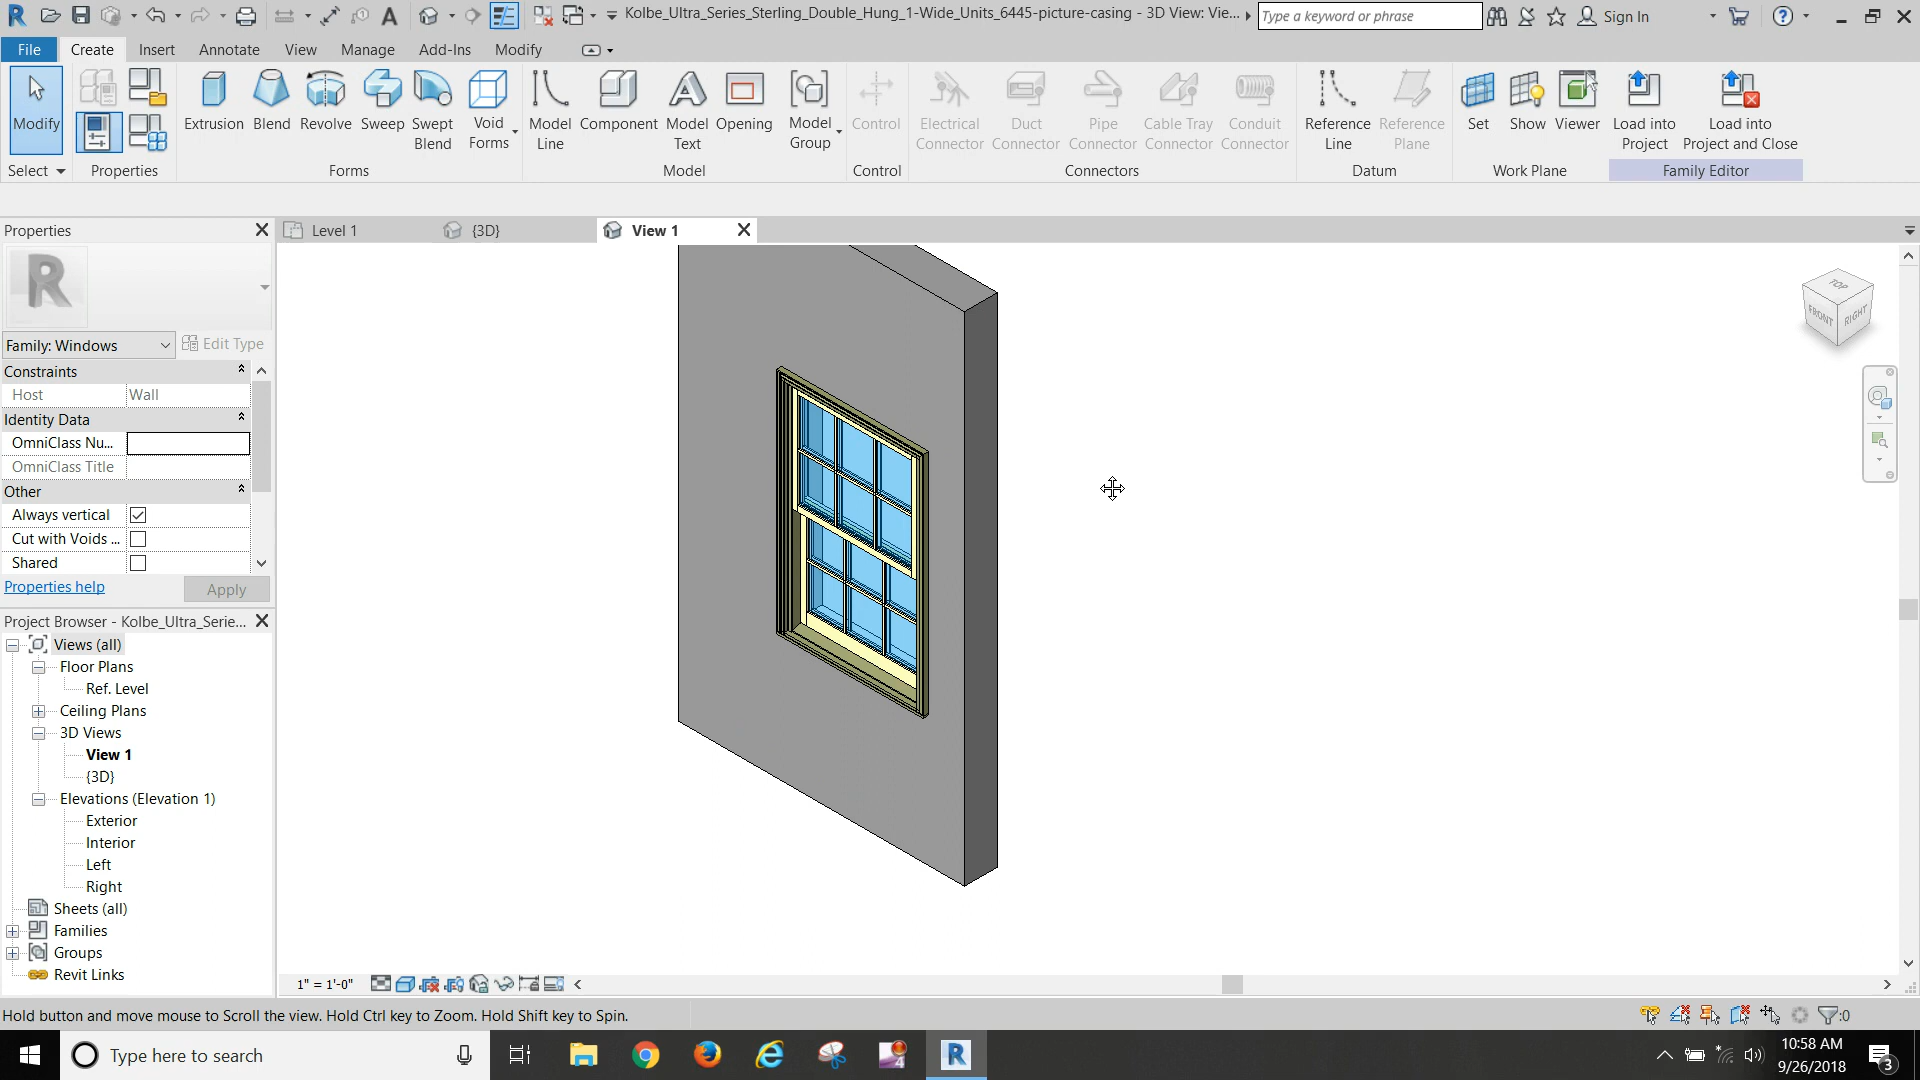 Kolbe_Ultra_Series_Sterling_Double_Hung_1-Wide_Units_6445-picture-casing - 3D View: Vie...
Type a keyword or phrase
Sign In
File Create Insert Annotate View Manage Add-Ins Modify
Modify
Extrusion Blend Revolve Sweep Swept Blend Void Forms
Model Line Component Model Text Opening Model Group
Control
Electrical Connector Duct Connector Pipe Connector Cable Tray Connector Conduit Connector
Reference Line Reference Plane
Set Show Viewer
Load into Project Load into Project and Close
Select Properties Forms Model Control Connectors Datum Work Plane Family Editor
Properties
Level 1 {3D} View 1
Family: Windows Edit Type
Constraints
Host Wall
Identity Data
OmniClass Nu...
OmniClass Title
Other
Always vertical
Cut with Voids ...
Shared
Properties help Apply
Project Browser - Kolbe_Ultra_Serie...
Views (all)
Floor Plans
Ref. Level
Ceiling Plans
3D Views
View 1
{3D}
Elevations (Elevation 1)
Exterior
Interior
Left
Right
Sheets (all)
Families
Groups
Revit Links
TOP
FRONT RIGHT
1" = 1'-0"
Hold button and move mouse to Scroll the view. Hold Ctrl key to Zoom. Hold Shift key to Spin.
:0
Type here to search
10:58 AM
9/26/2018
3